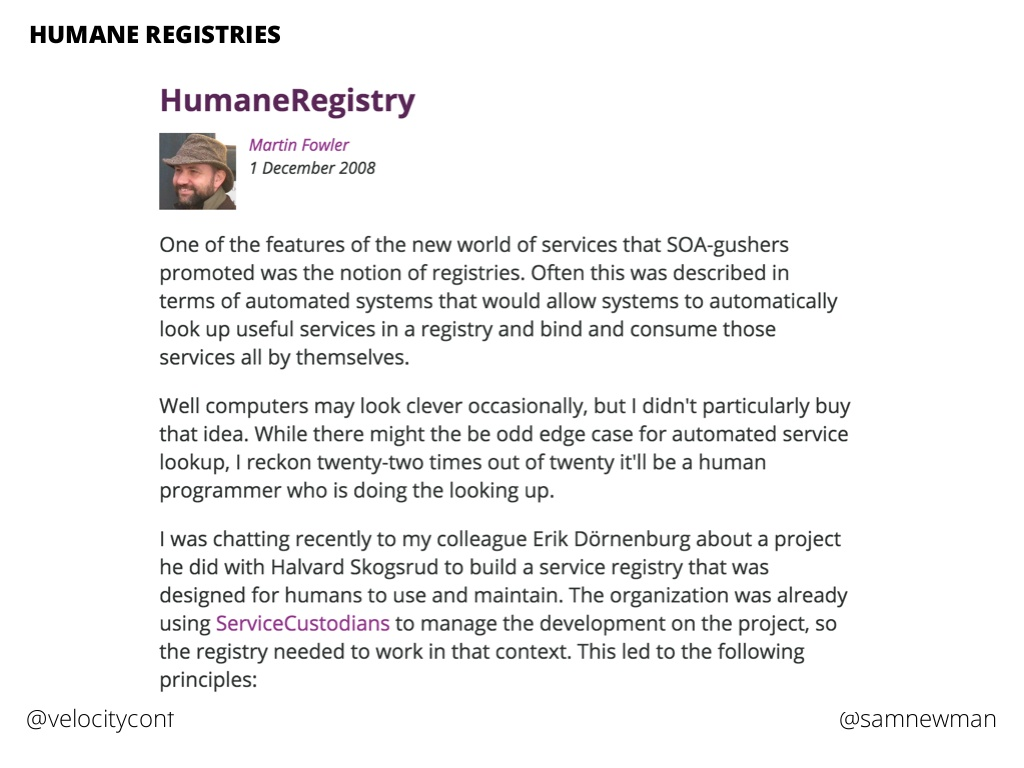 HUMANE REGISTRIES
HumaneRegistry
Martin Fowler
1 December 2008
One of the features of the new world of services that SOA-gushers
promoted was the notion of registries. Often this was described in
terms of automated systems that would allow systems to automatically
look up useful services in a registry and bind and consume those
services all by themselves.
Well computers may look clever occasionally, but I didn't particularly buy
that idea. While there might the be odd edge case for automated service
lookup, I reckon twenty-two times out of twenty it'll be a human
programmer who is doing the looking up.
I was chatting recently to my colleague Erik Dörnenburg about a project
he did with Halvard Skogsrud to build a service registry that was
designed for humans to use and maintain. The organization was already
using ServiceCustodians to manage the development on the project, so
the registry needed to work in that context. This led to the following
principles:
@velocityconf
@samnewman